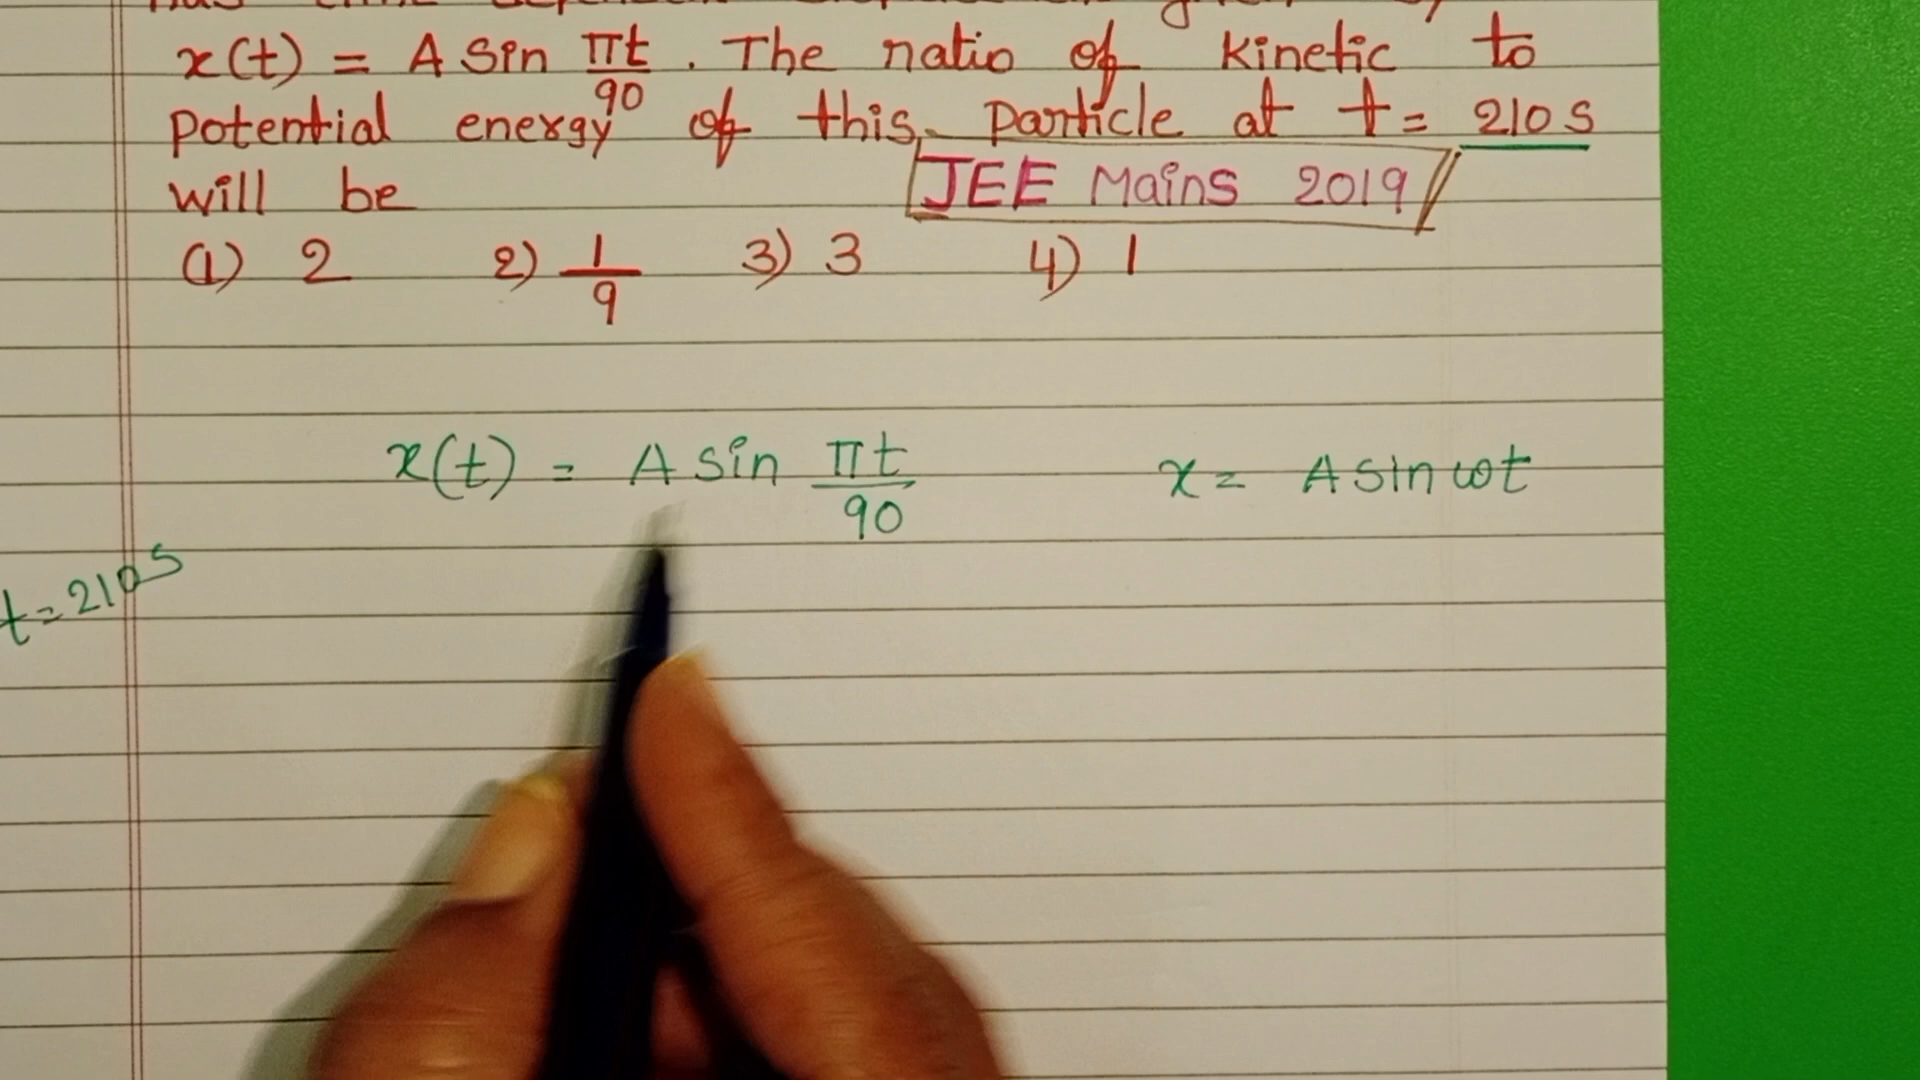 x(t) = A Sin πt/90 . The ratio of kinetic to
potential energy of this particle at t = 210 s
will be
JEE Mains 2019
(1) 2 2) 1/9 3) 3 4) 1
x(t) = A sin πt/90 x = A sin ωt
t = 210 s